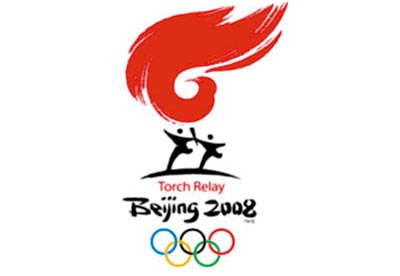 Torch Relay
Beijing 2008